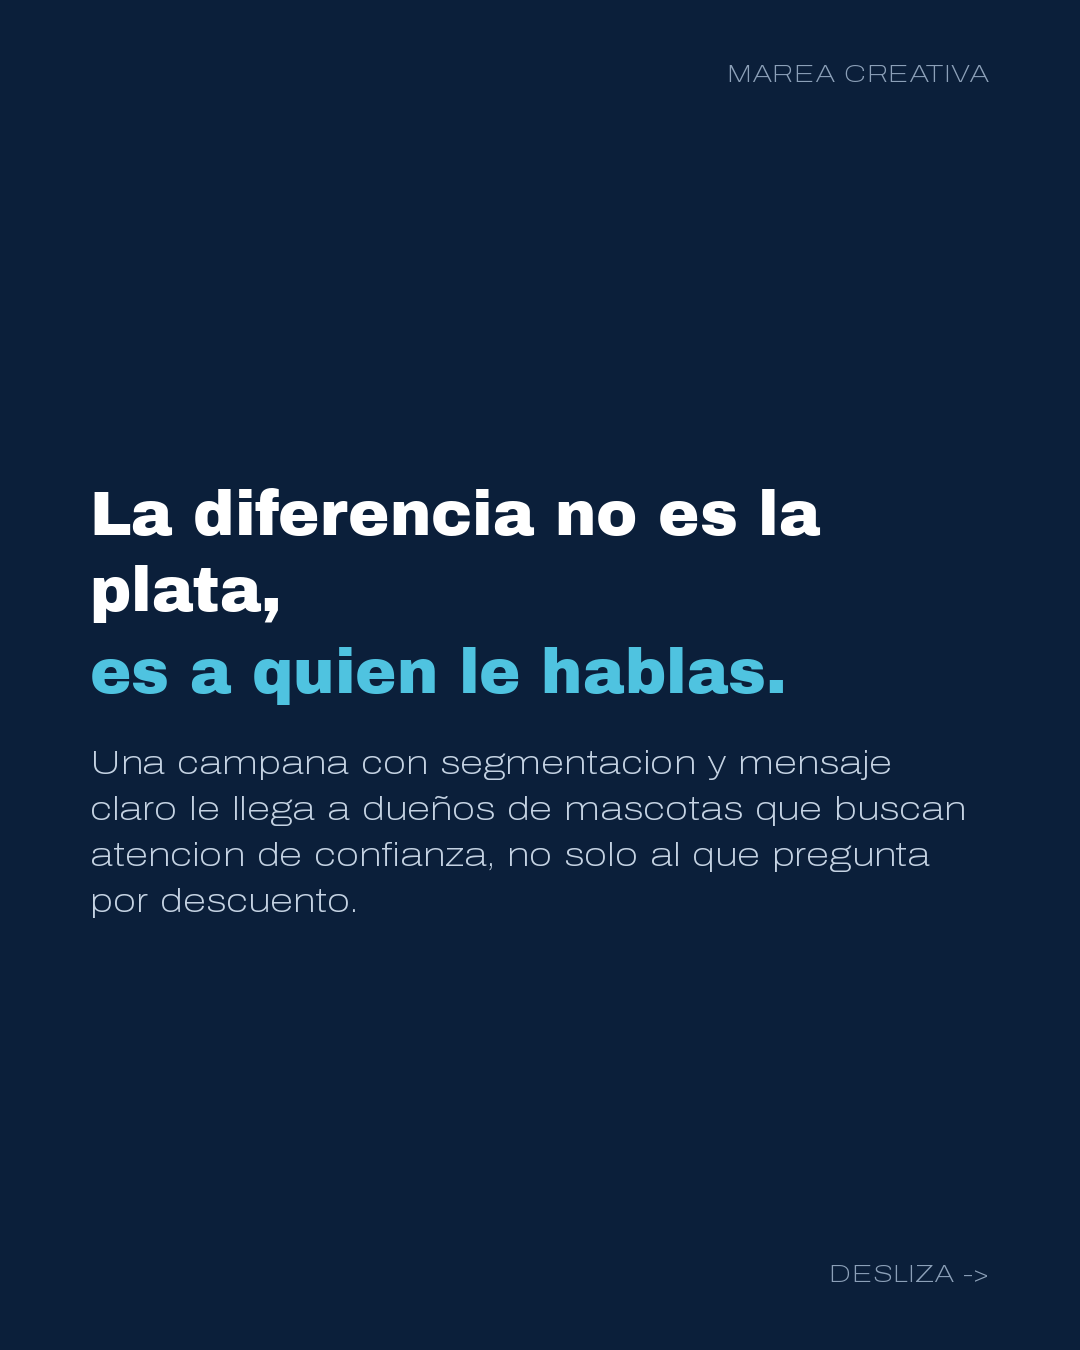 MAREA CREATIVA
La diferencia no es la
plata,
es a quien le hablas.
Una campana con segmentacion y mensaje
claro le llega a dueños de mascotas que buscan
atencion de confianza, no solo al que pregunta
por descuento.
DESLIZA ->